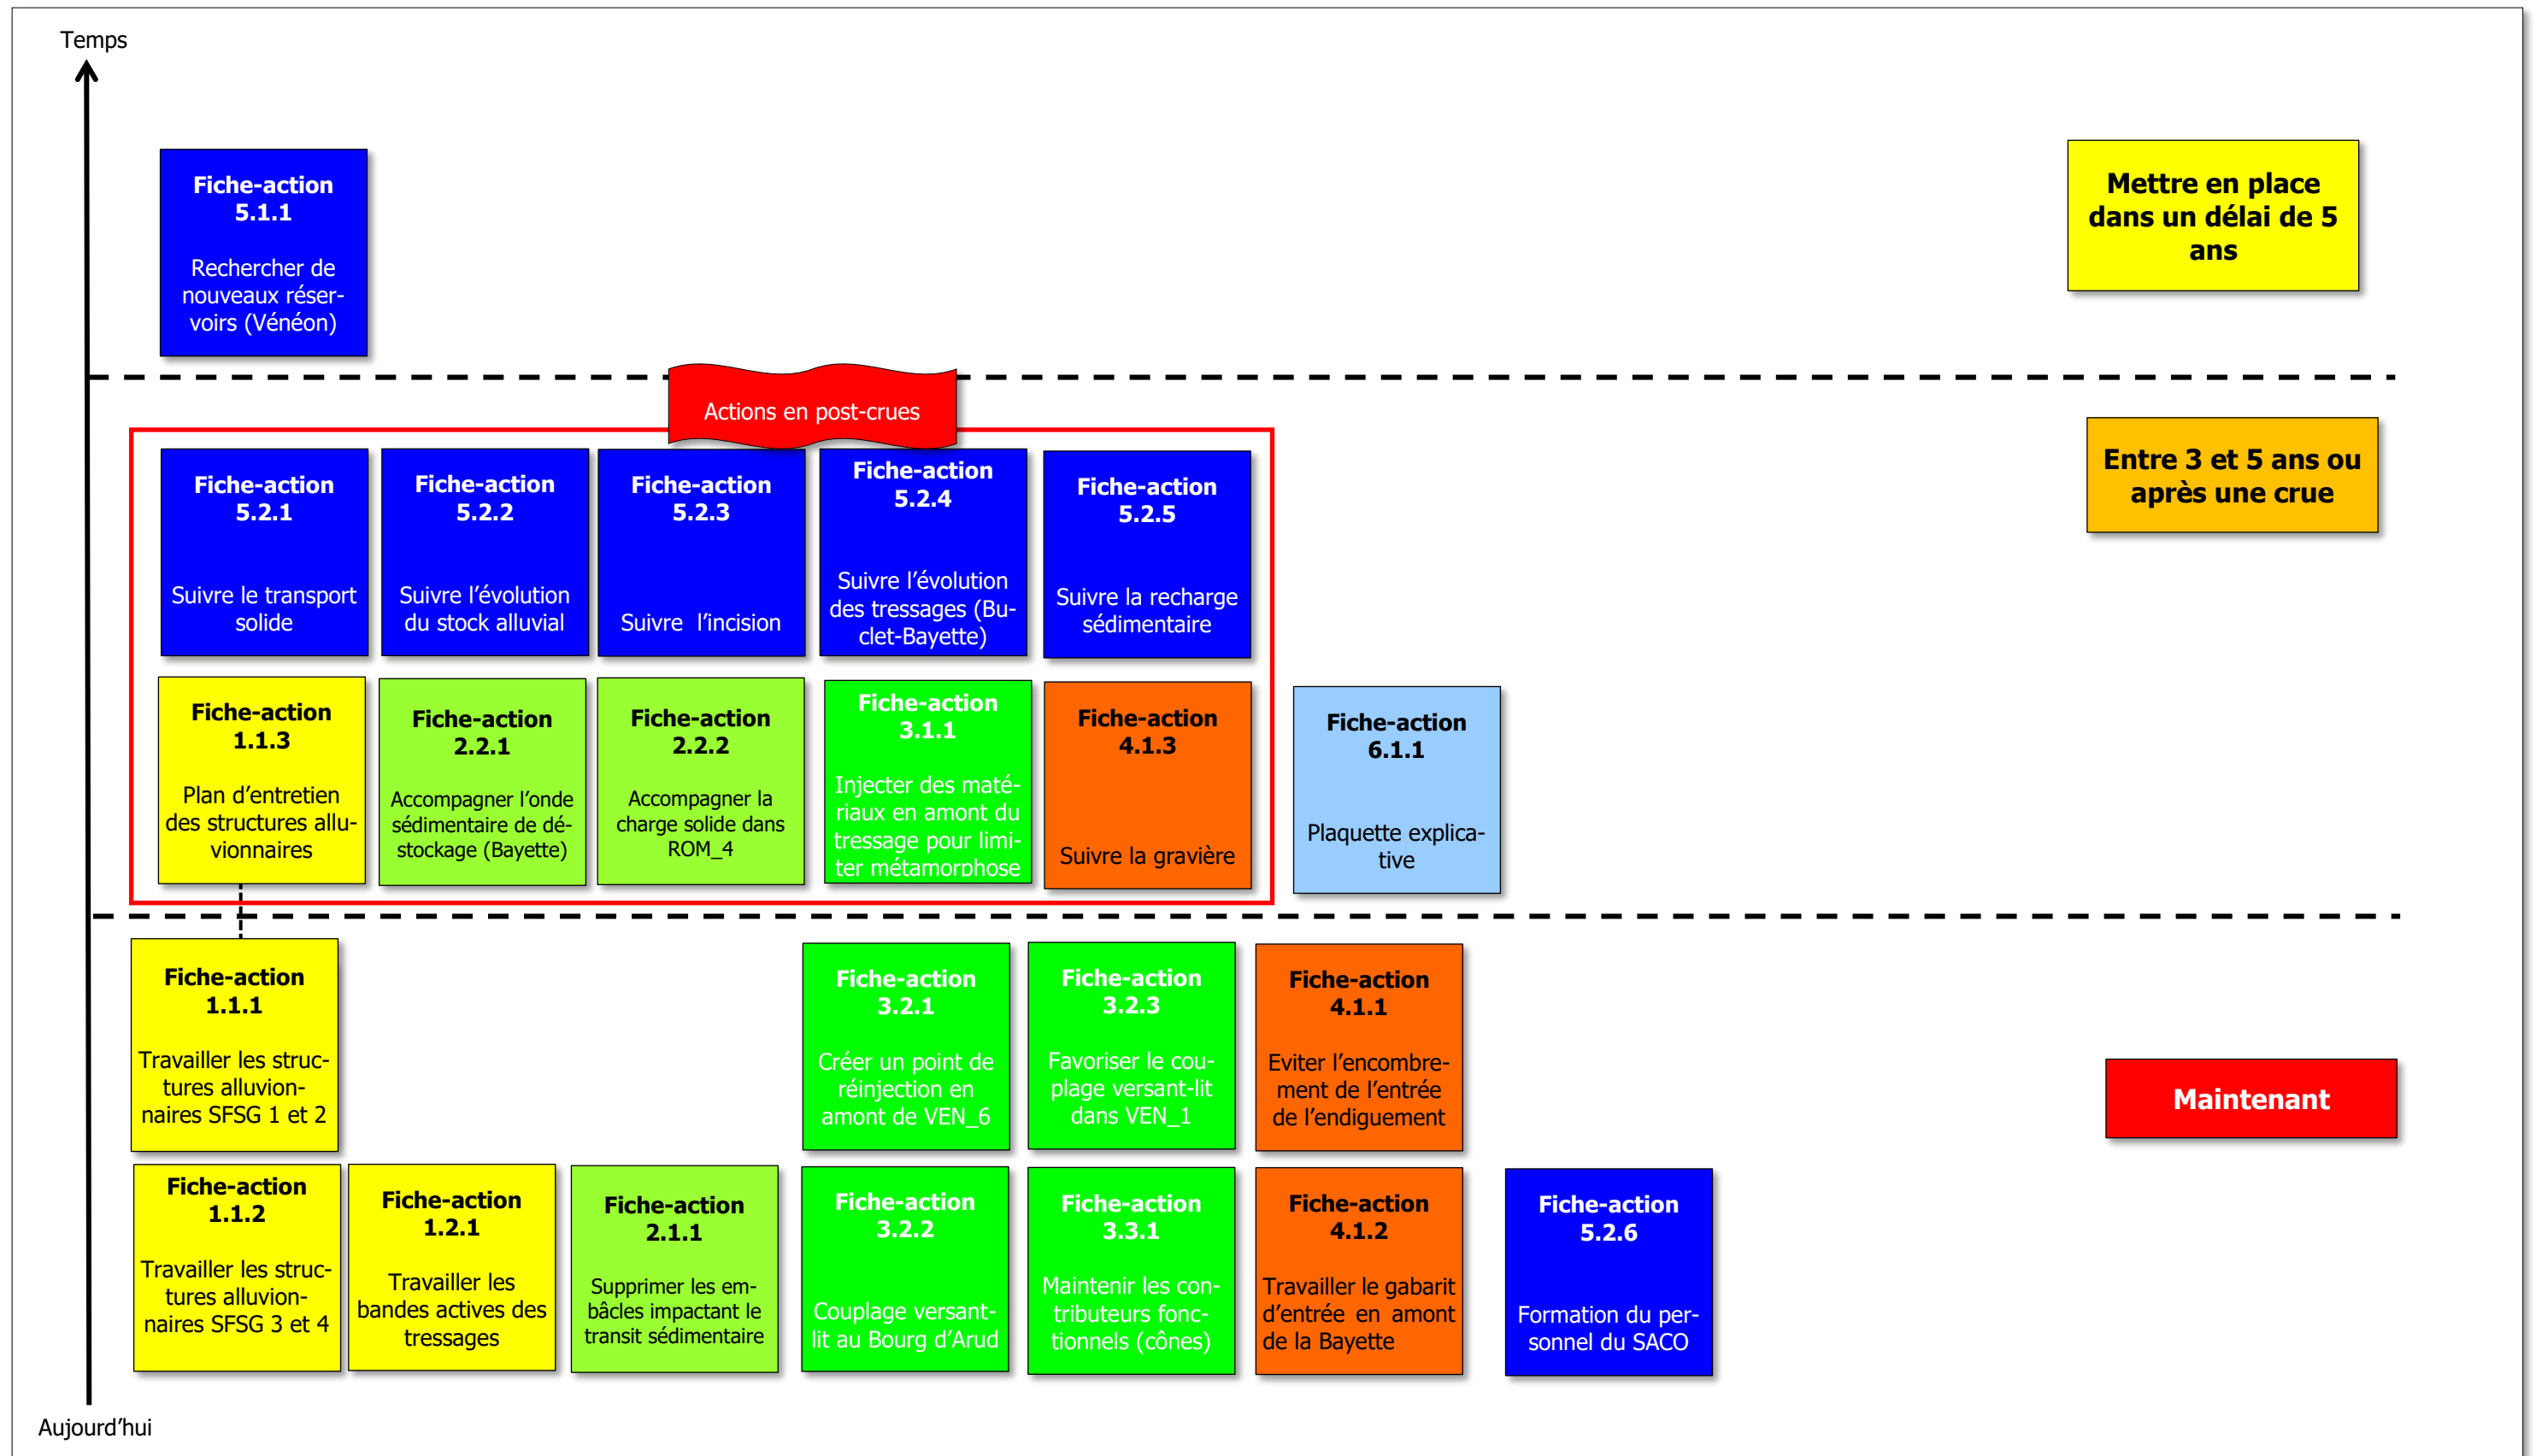 Temps
Fiche-action
5.1.1
Rechercher de
nouveaux réser-
voirs (Vénéon)
Mettre en place
dans un délai de 5
ans
Actions en post-crues
Entre 3 et 5 ans ou
après une crue
Fiche-action
5.2.1
Suivre le transport
solide
Fiche-action
5.2.2
Suivre l’évolution
du stock alluvial
Fiche-action
5.2.3
Suivre  l’incision
Fiche-action
5.2.4
Suivre l’évolution
des tressages (Bu-
clet-Bayette)
Fiche-action
5.2.5
Suivre la recharge
sédimentaire
Fiche-action
1.1.3
Plan d’entretien
des structures allu-
vionnaires
Fiche-action
2.2.1
Accompagner l’onde
sédimentaire de dé-
stockage (Bayette)
Fiche-action
2.2.2
Accompagner la
charge solide dans
ROM_4
Fiche-action
3.1.1
Injecter des maté-
riaux en amont du
tressage pour limi-
ter métamorphose
Fiche-action
4.1.3
Suivre la gravière
Fiche-action
6.1.1
Plaquette explica-
tive
Fiche-action
1.1.1
Travailler les struc-
tures alluvion-
naires SFSG 1 et 2
Fiche-action
3.2.1
Créer un point de
réinjection en
amont de VEN_6
Fiche-action
3.2.3
Favoriser le cou-
plage versant-lit
dans VEN_1
Fiche-action
4.1.1
Eviter l’encombre-
ment de l’entrée
de l’endiguement
Maintenant
Fiche-action
1.1.2
Travailler les struc-
tures alluvion-
naires SFSG 3 et 4
Fiche-action
1.2.1
Travailler les
bandes actives des
tressages
Fiche-action
2.1.1
Supprimer les em-
bâcles impactant le
transit sédimentaire
Fiche-action
3.2.2
Couplage versant-
lit au Bourg d’Arud
Fiche-action
3.3.1
Maintenir les con-
tributeurs fonc-
tionnels (cônes)
Fiche-action
4.1.2
Travailler le gabarit
d’entrée en amont
de la Bayette
Fiche-action
5.2.6
Formation du per-
sonnel du SACO
Aujourd’hui